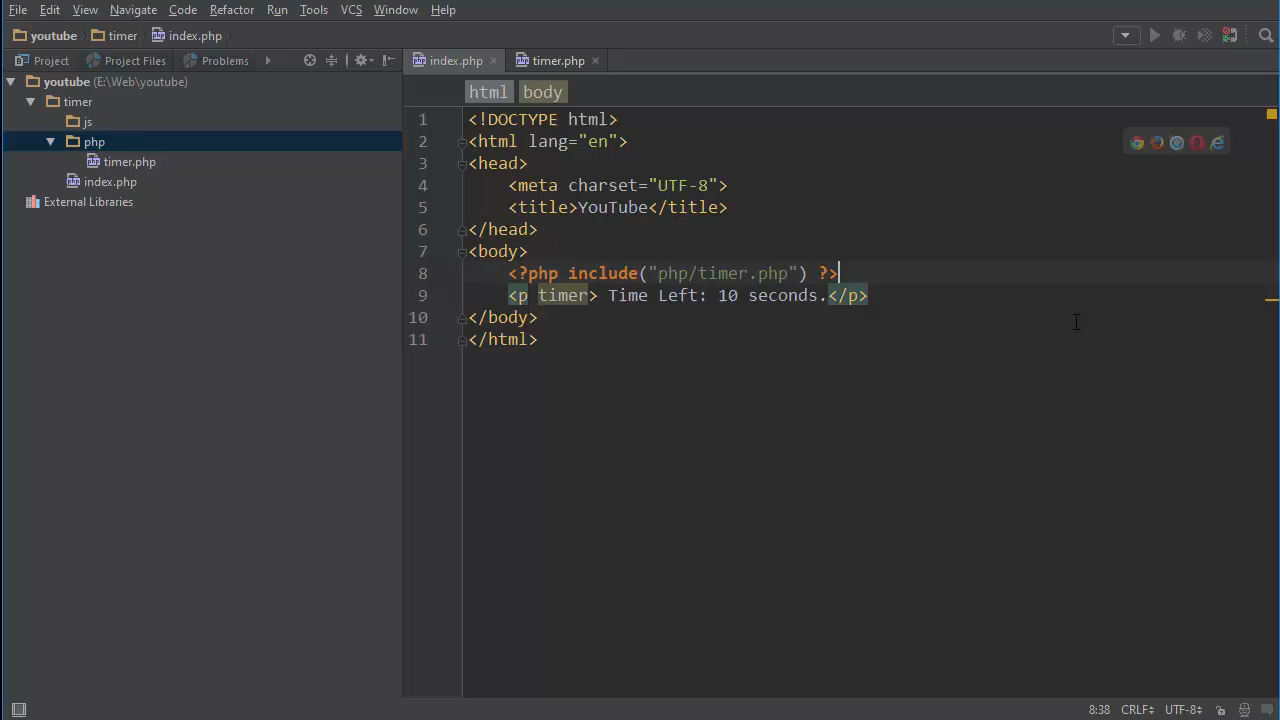 File Edit View Navigate Code Refactor Run Tools VCS Window Help
youtube timer index.php
Project Project Files Problems index.php timer.php
youtube (E:\Web\youtube)
timer
js
php
timer.php
index.php
External Libraries
html body
1 <!DOCTYPE html>
2 <html lang="en">
3 <head>
4 <meta charset="UTF-8">
5 <title>YouTube</title>
6 </head>
7 <body>
8 <?php include("php/timer.php") ?>
9 <p timer> Time Left: 10 seconds.</p>
10 </body>
11 </html>
8:38 CRLF UTF-8